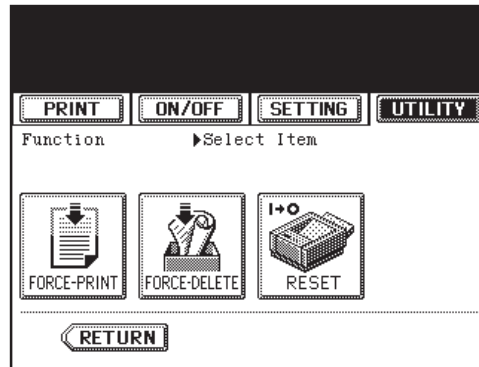 PRINT ON/OFF SETTING UTILITY
Function ▶Select Item
I→O
FORCE-PRINT FORCE-DELETE RESET
RETURN